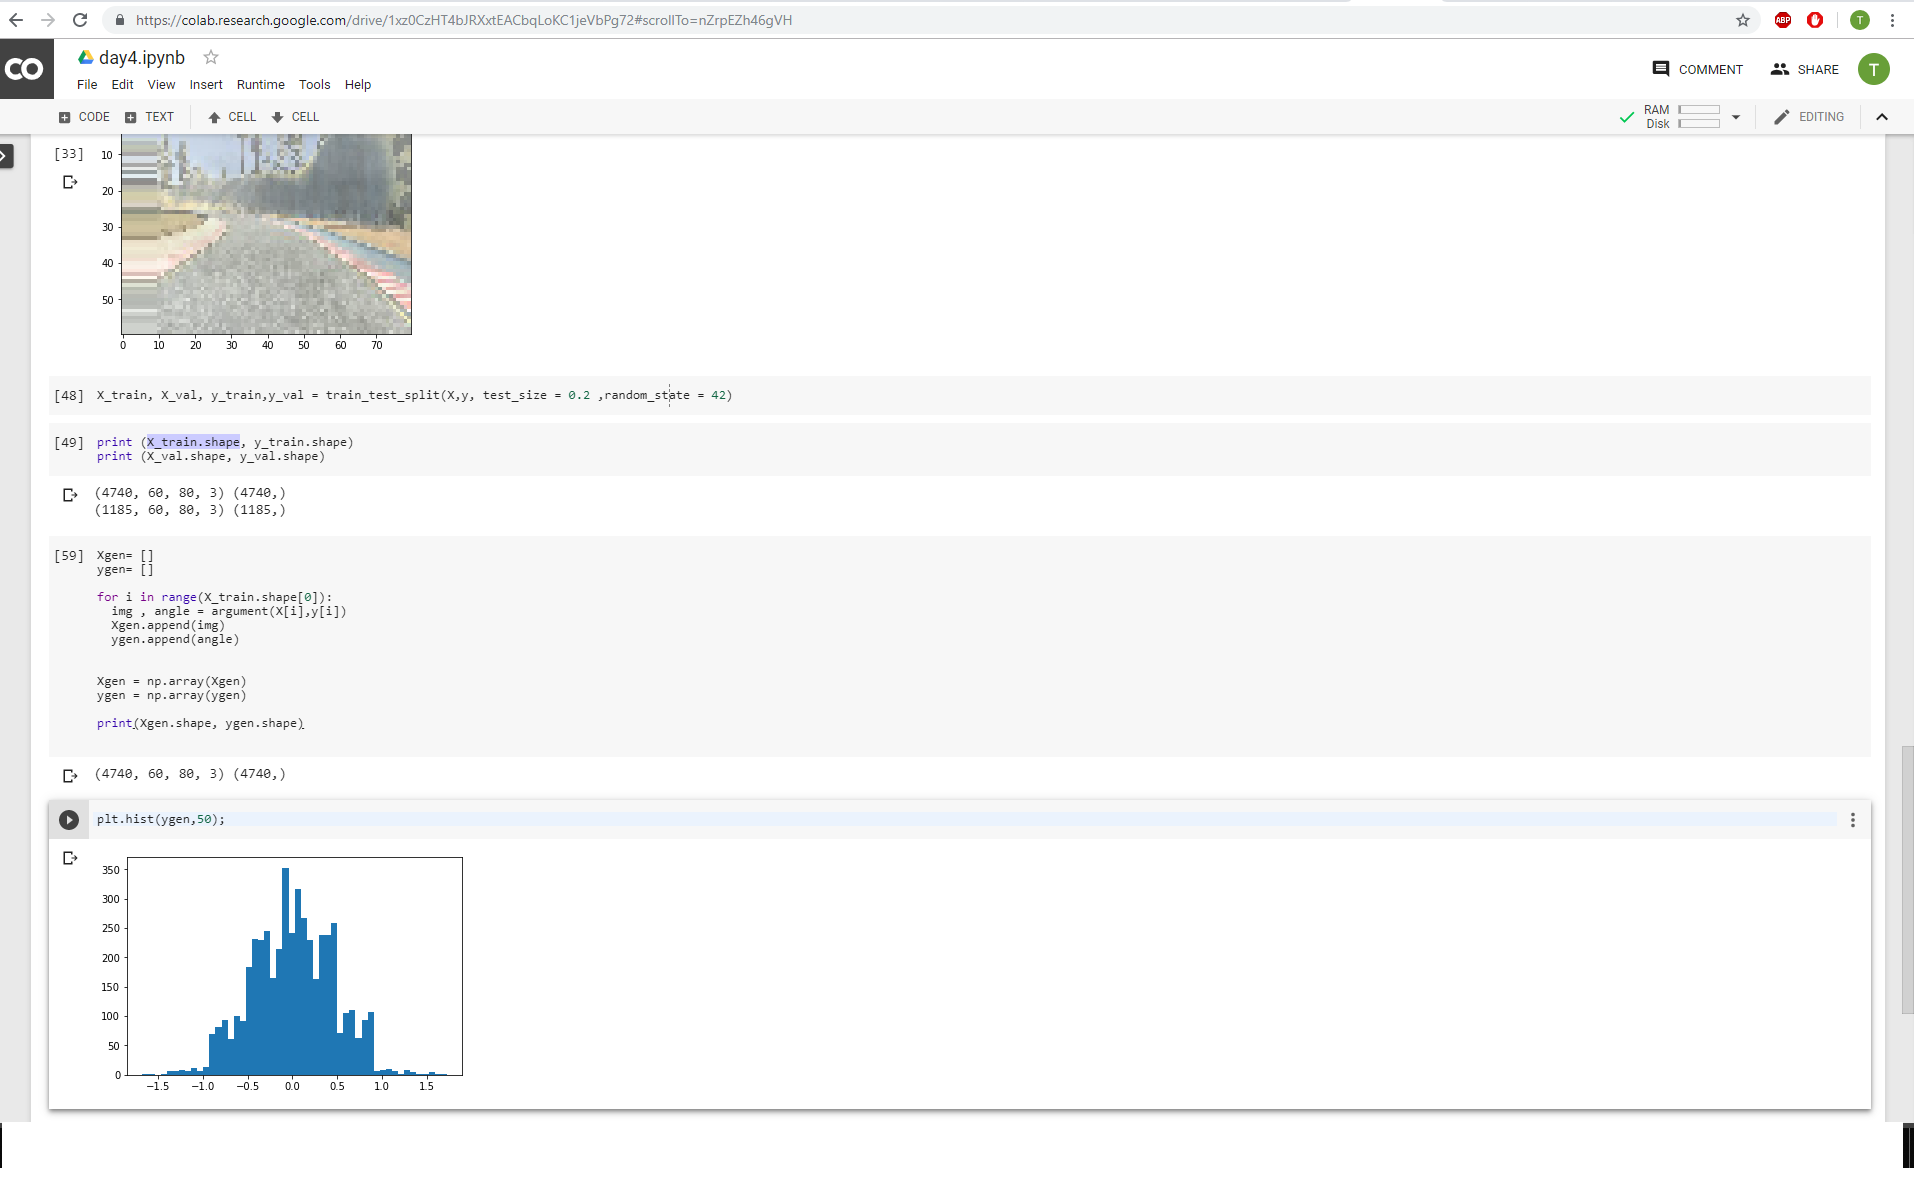 https://colab.research.google.com/drive/1xz0CzHT4bJRXxtEACbqLoKC1jeVbPg72#scrollTo=nZrpEZh46gVH
ABP
T
CO
day4.ipynb
File Edit View Insert Runtime Tools Help
COMMENT SHARE T
CODE TEXT CELL CELL
RAM
Disk
EDITING
[33]
10
20
30
40
50
0 10 20 30 40 50 60 70
[48] X_train, X_val, y_train,y_val = train_test_split(X,y, test_size = 0.2 ,random_state = 42)
[49] print (X_train.shape, y_train.shape)
print (X_val.shape, y_val.shape)
(4740, 60, 80, 3) (4740,)
(1185, 60, 80, 3) (1185,)
[59] Xgen= []
ygen= []
for i in range(X_train.shape[0]):
img , angle = argument(X[i],y[i])
Xgen.append(img)
ygen.append(angle)
Xgen = np.array(Xgen)
ygen = np.array(ygen)
print(Xgen.shape, ygen.shape)
(4740, 60, 80, 3) (4740,)
plt.hist(ygen,50);
350
300
250
200
150
100
50
0
−1.5 −1.0 −0.5 0.0 0.5 1.0 1.5